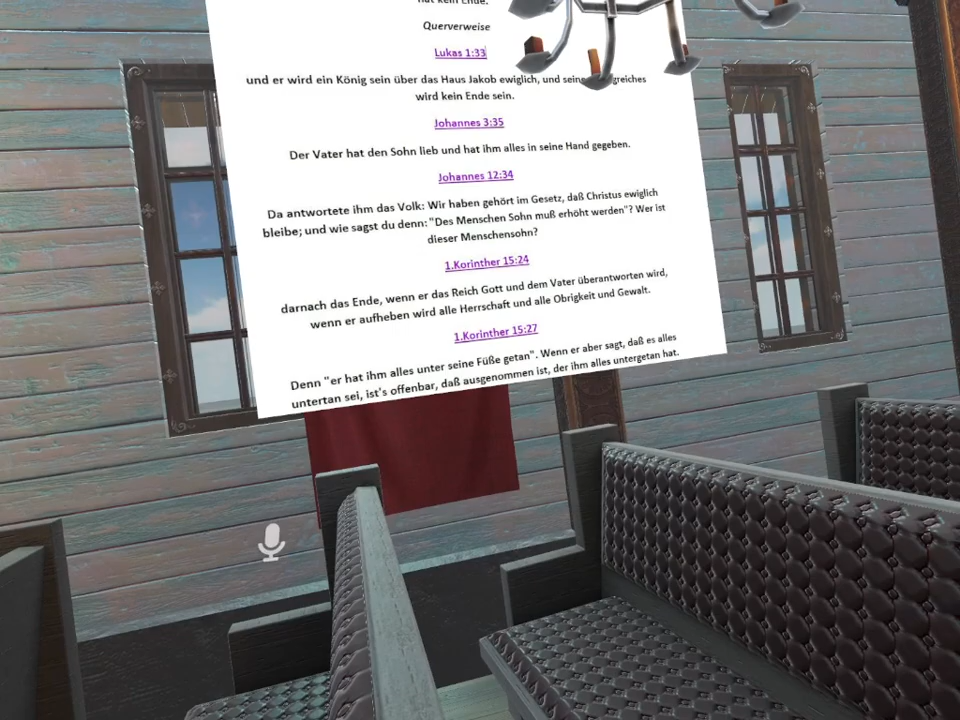 hat kein Ende.
Querverweise
Lukas 1:33
und er wird ein König sein über das Haus Jakob ewiglich, und seines greiches
wird kein Ende sein.
Johannes 3:35
Der Vater hat den Sohn lieb und hat ihm alles in seine Hand gegeben.
Johannes 12:34
Da antwortete ihm das Volk: Wir haben gehört im Gesetz, daß Christus ewiglich
bleibe; und wie sagst du denn: "Des Menschen Sohn muß erhöht werden"? Wer ist
dieser Menschensohn?
1.Korinther 15:24
darnach das Ende, wenn er das Reich Gott und dem Vater überantworten wird,
wenn er aufheben wird alle Herrschaft und alle Obrigkeit und Gewalt.
1.Korinther 15:27
Denn "er hat ihm alles unter seine Füße getan". Wenn er aber sagt, daß es alles
untertan sei, ist's offenbar, daß ausgenommen ist, der ihm alles untergetan hat.